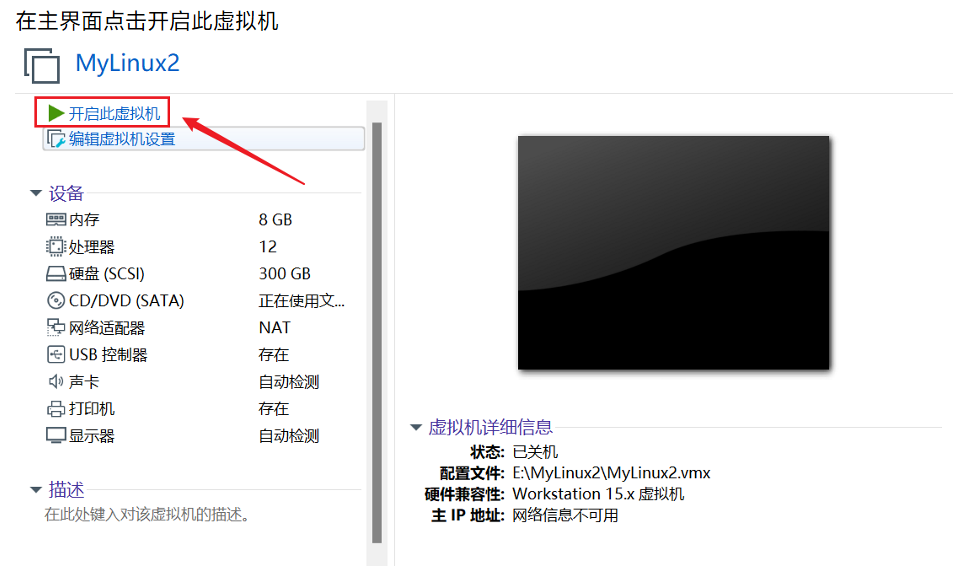 在主界面点击开启此虚拟机
MyLinux2
开启此虚拟机
编辑虚拟机设置
设备
内存 8 GB
处理器 12
硬盘 (SCSI) 300 GB
CD/DVD (SATA) 正在使用文...
网络适配器 NAT
USB 控制器 存在
声卡 自动检测
打印机 存在
显示器 自动检测
描述
在此处键入对该虚拟机的描述。
虚拟机详细信息
状态: 已关机
配置文件: E:\MyLinux2\MyLinux2.vmx
硬件兼容性: Workstation 15.x 虚拟机
主 IP 地址: 网络信息不可用